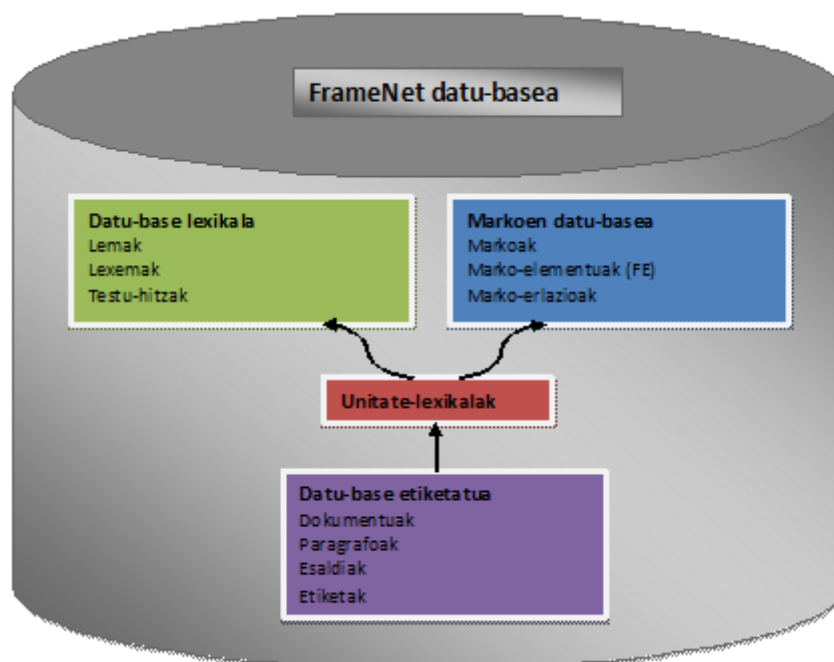 FrameNet datu-basea
Datu-base lexikala
Lemak
Lexemak
Testu-hitzak
Markoen datu-basea
Markoak
Marko-elementuak (FE)
Marko-erlazioak
Unitate-lexikalak
Datu-base etiketatua
Dokumentuak
Paragrafoak
Esaldiak
Etiketak